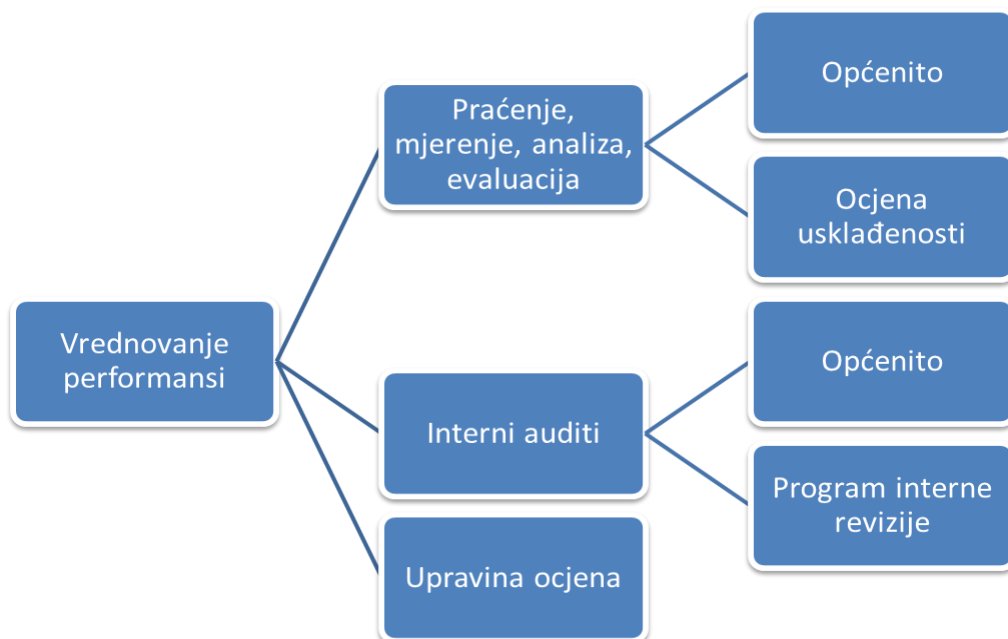 Vrednovanje
performansi
Praćenje,
mjerenje, analiza,
evaluacija
Općenito
Ocjena
usklađenosti
Interni auditi
Općenito
Program interne
revizije
Upravina ocjena